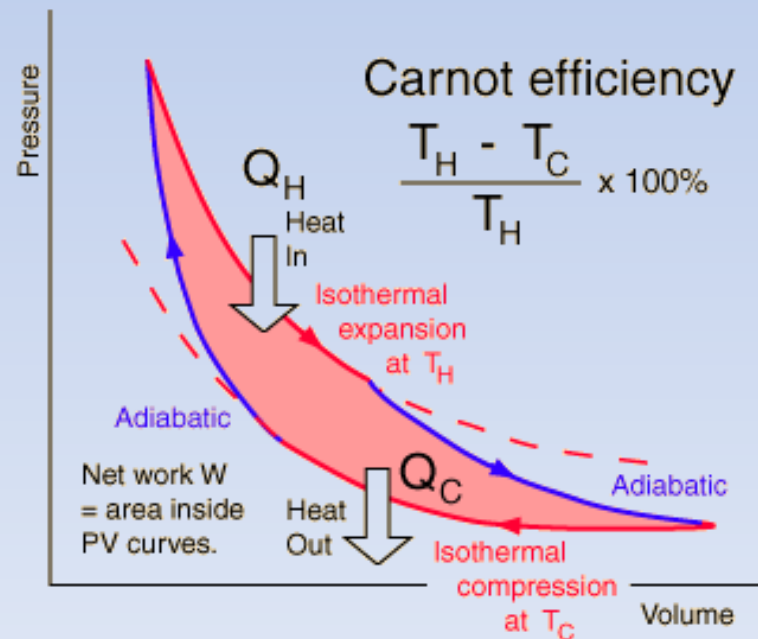 Pressure
Carnot efficiency
T_H - T_C
T_H
x 100%
Q_H
Heat
In
Isothermal
expansion
at T_H
Adiabatic
Net work W
= area inside
PV curves.
Q_C
Heat
Out
Adiabatic
Isothermal
compression
at T_C
Volume